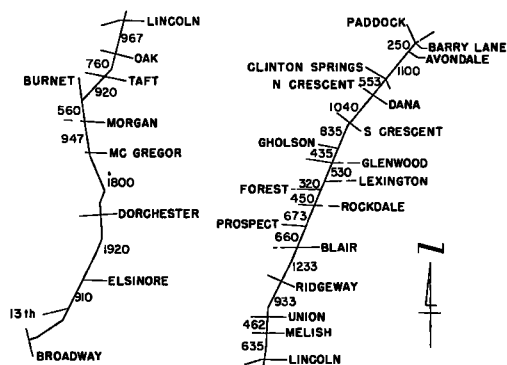 LINCOLN
967
OAK
760
TAFT
BURNET
920
560
MORGAN
947
MC GREGOR
1800
DORCHESTER
1920
ELSINORE
910
13th
BROADWAY
PADDOCK
250
BARRY LANE
AVONDALE
1100
CLINTON SPRINGS
553
N CRESCENT
DANA
1040
835
S CRESCENT
GHOLSON
435
GLENWOOD
530
LEXINGTON
320
FOREST
450
ROCKDALE
673
PROSPECT
660
BLAIR
1233
RIDGEWAY
933
UNION
462
MELISH
635
LINCOLN
N